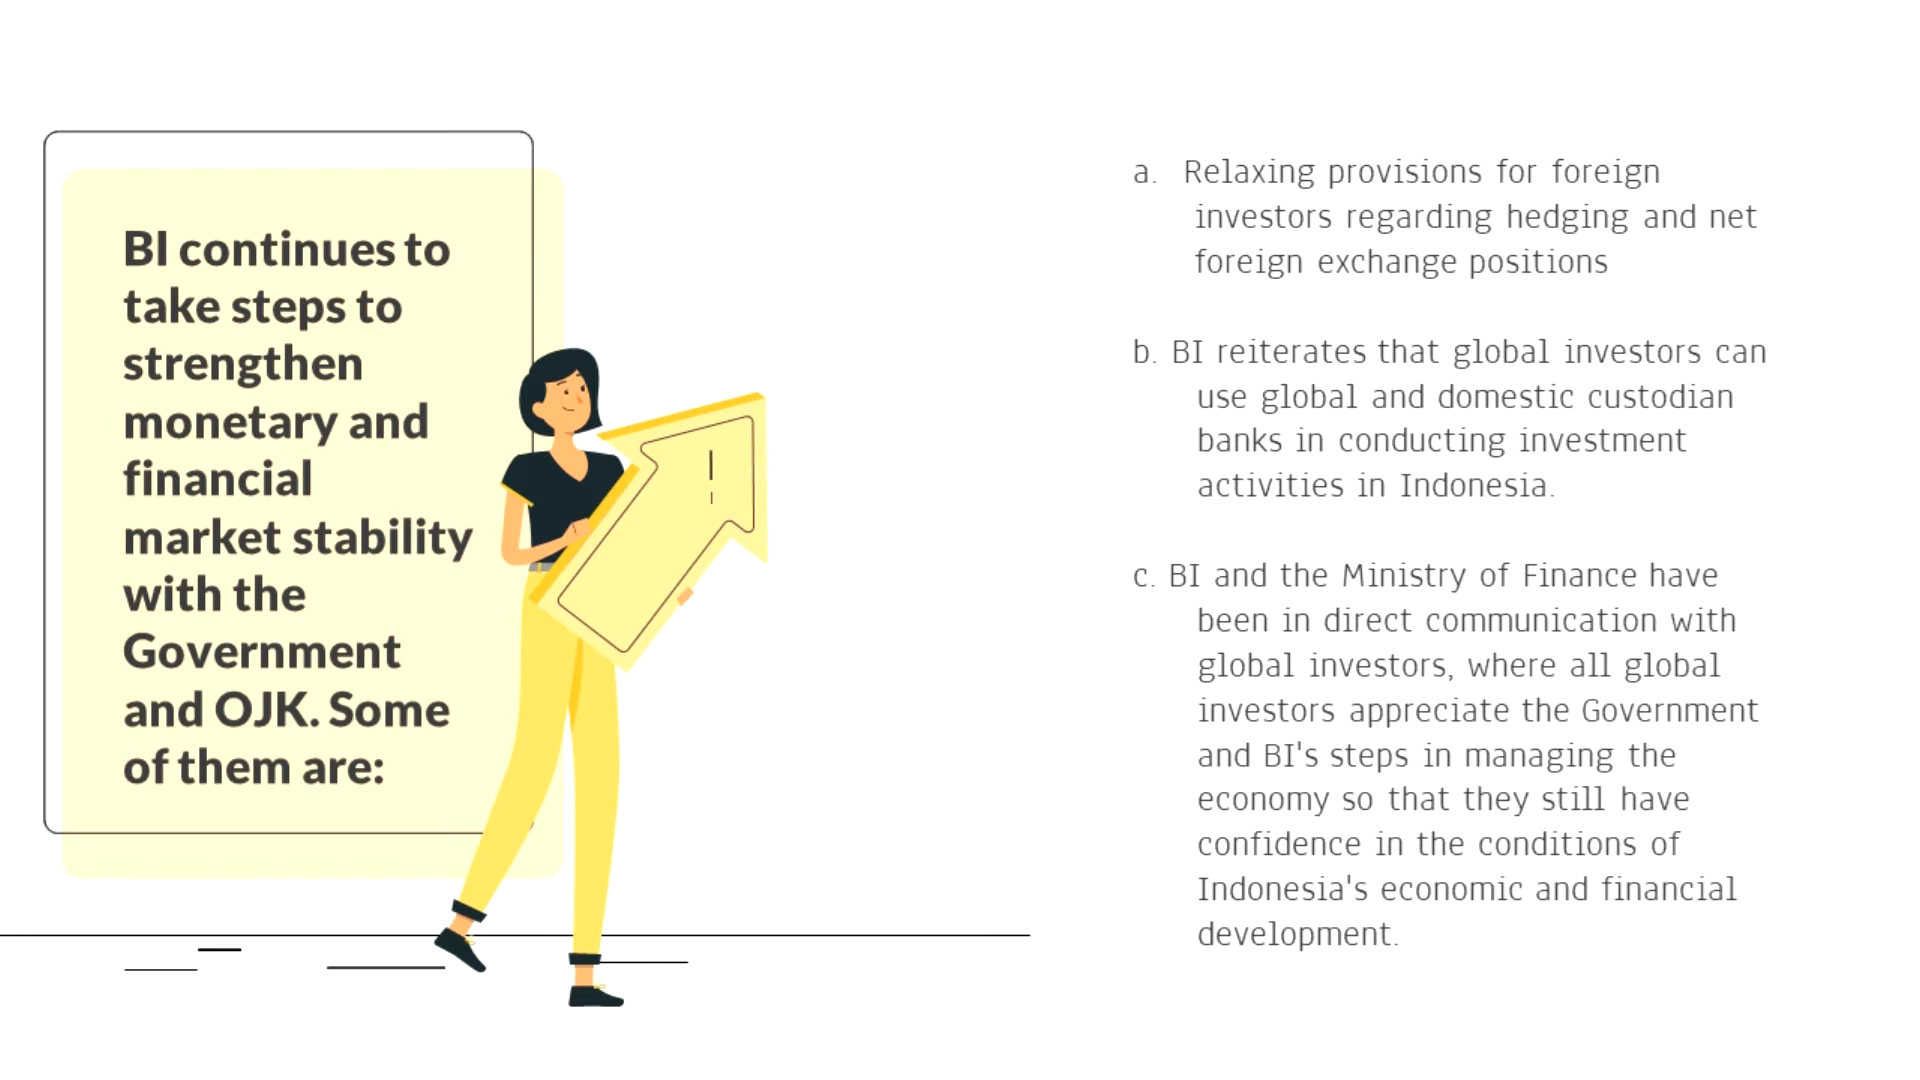 BI continues to
take steps to
strengthen
monetary and
financial
market stability
with the
Government
and OJK. Some
of them are:
a. Relaxing provisions for foreign
investors regarding hedging and net
foreign exchange positions
b. BI reiterates that global investors can
use global and domestic custodian
banks in conducting investment
activities in Indonesia.
c. BI and the Ministry of Finance have
been in direct communication with
global investors, where all global
investors appreciate the Government
and BI's steps in managing the
economy so that they still have
confidence in the conditions of
Indonesia's economic and financial
development.